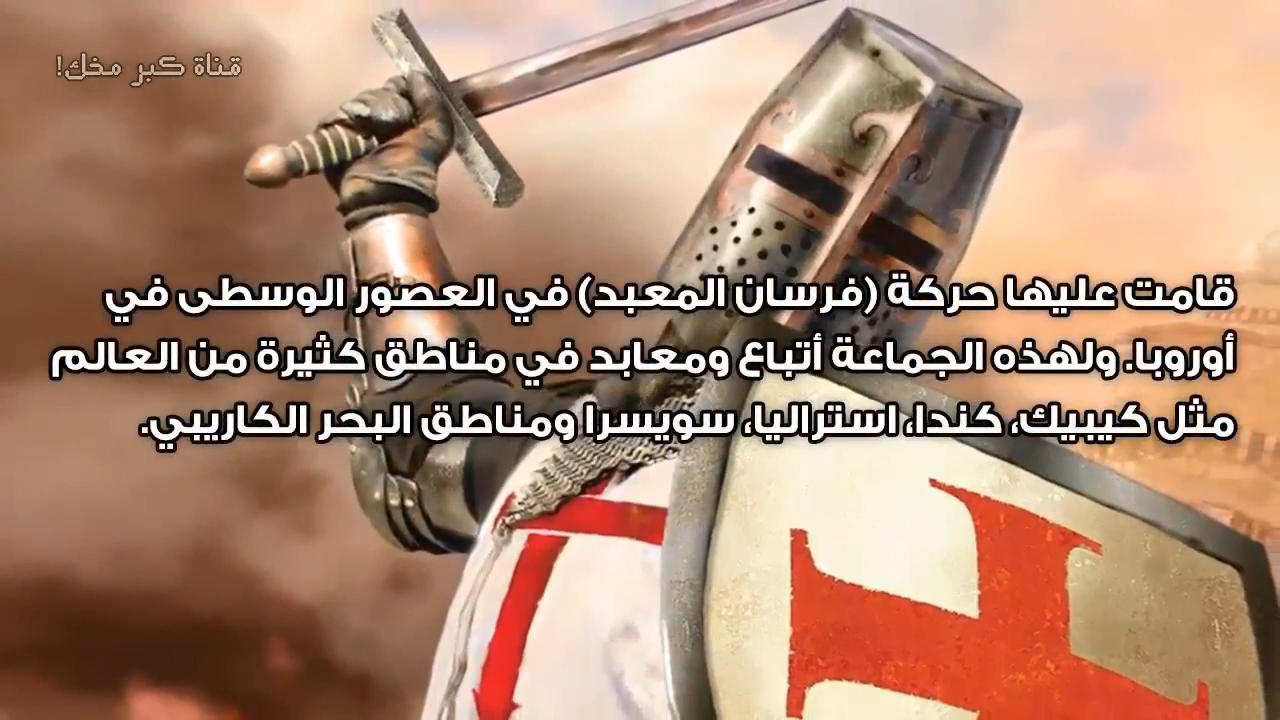 قناة كبر مخك!
قامت عليها حركة (فرسان المعبد) في العصور الوسطى في
أوروبا. ولهذه الجماعة أتباع ومعابد في مناطق كثيرة من العالم
مثل كيبيك، كندا، استراليا، سويسرا ومناطق البحر الكاريبي.